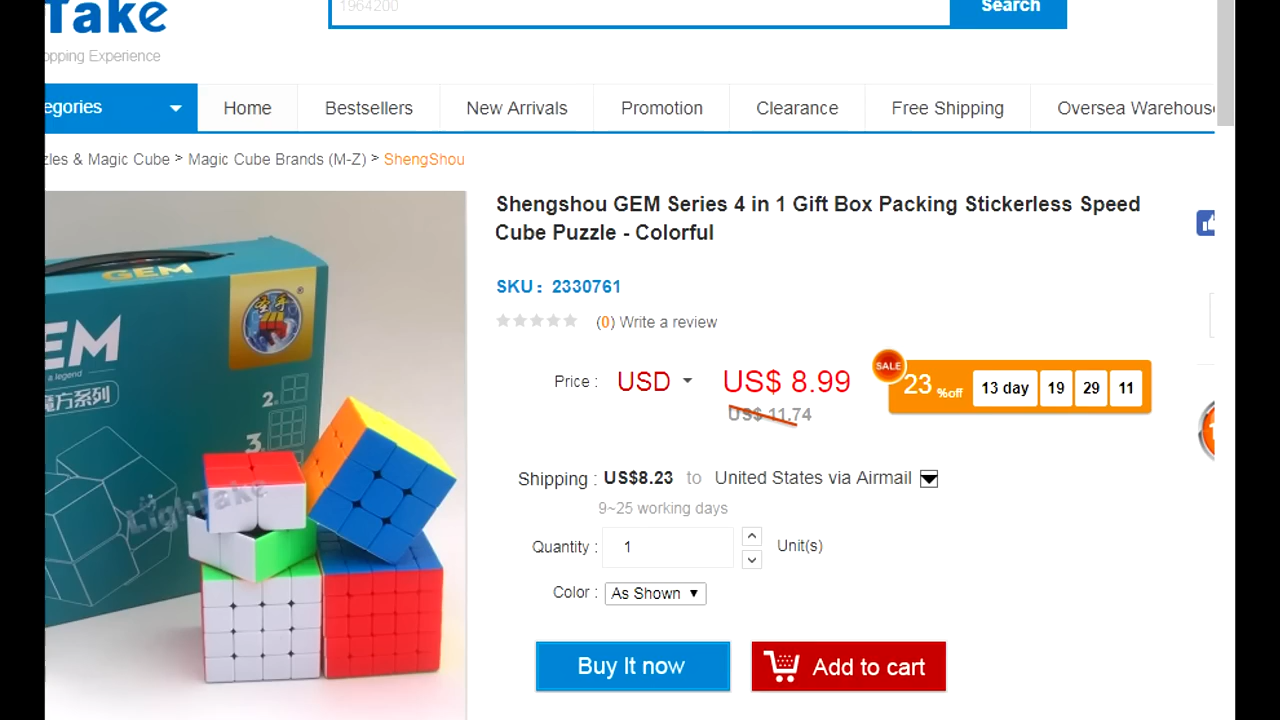 Take
1964200
Search
opping Experience
egories
Home
Bestsellers
New Arrivals
Promotion
Clearance
Free Shipping
Oversea Warehous
zles & Magic Cube > Magic Cube Brands (M-Z) > ShengShou
Shengshou GEM Series 4 in 1 Gift Box Packing Stickerless Speed
Cube Puzzle - Colorful
SKU : 2330761
(0) Write a review
Price :
USD
US$ 8.99
US$ 11.74
SALE
23 %off
13 day
19
29
11
Shipping : US$8.23 to United States via Airmail
9~25 working days
Quantity :
1
Unit(s)
Color :
As Shown
Buy It now
Add to cart
GEM
圣手
EM
a legend
魔方系列
2.
3.
LighTake